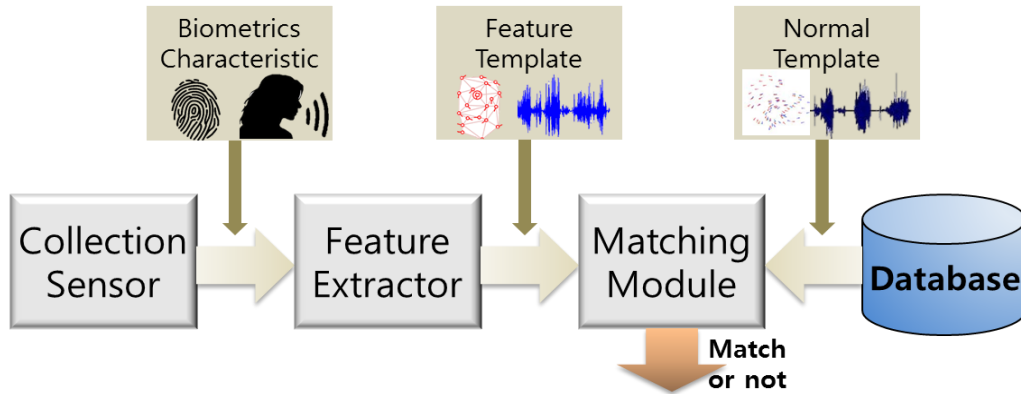 Biometrics
Characteristic
Feature
Template
Normal
Template
Collection
Sensor
Feature
Extractor
Matching
Module
Database
Match
or not